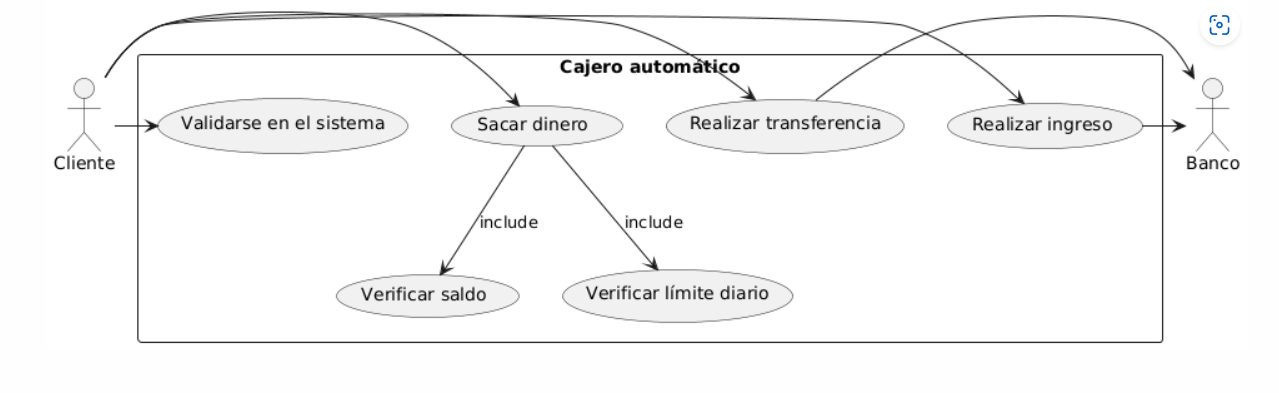 Cajero automático
Validarse en el sistema
Sacar dinero
Realizar transferencia
Realizar ingreso
Cliente
Banco
include
include
Verificar saldo
Verificar límite diario